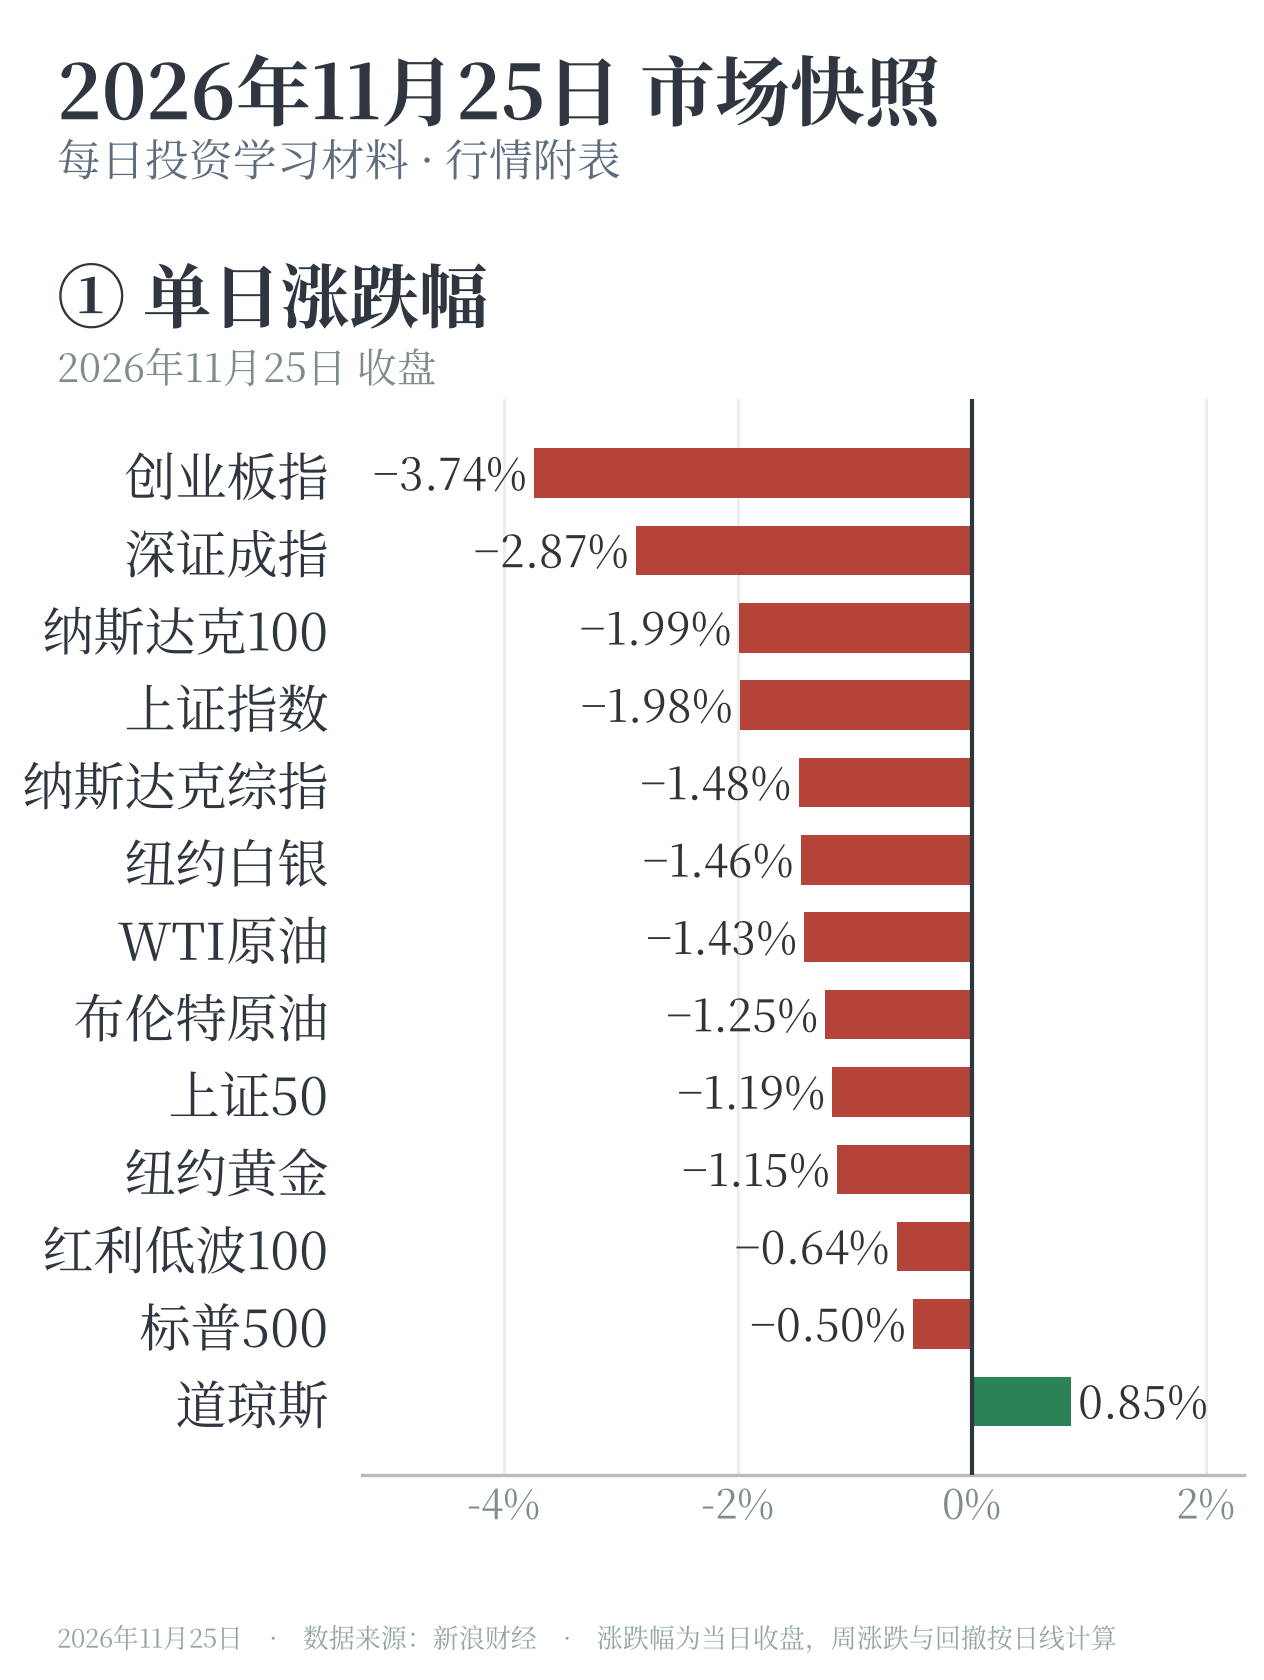 2026年11月25日 市场快照
每日投资学习材料 · 行情附表
① 单日涨跌幅
2026年11月25日 收盘
创业板指 −3.74%
深证成指 −2.87%
纳斯达克100 −1.99%
上证指数 −1.98%
纳斯达克综指 −1.48%
纽约白银 −1.46%
WTI原油 −1.43%
布伦特原油 −1.25%
上证50 −1.19%
纽约黄金 −1.15%
红利低波100 −0.64%
标普500 −0.50%
道琼斯 0.85%
-4% -2% 0% 2%
2026年11月25日 · 数据来源：新浪财经 · 涨跌幅为当日收盘，周涨跌与回撤按日线计算